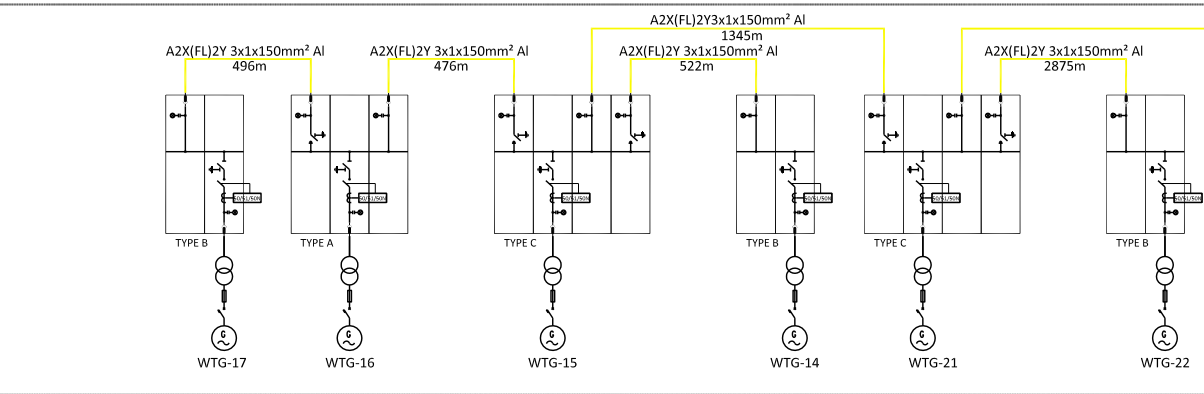 A2X(FL)2Y3x1x150mm² Al
1345m
A2X(FL)2Y 3x1x150mm² Al
496m
A2X(FL)2Y 3x1x150mm² Al
476m
A2X(FL)2Y 3x1x150mm² Al
522m
A2X(FL)2Y 3x1x150mm² Al
2875m
50/51/50N
50/51/50N
50/51/50N
50/51/50N
50/51/50N
50/51/50N
TYPE B
TYPE A
TYPE C
TYPE B
TYPE C
TYPE B
G
G
G
G
G
G
WTG-17
WTG-16
WTG-15
WTG-14
WTG-21
WTG-22